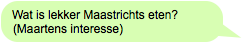 Wat is lekker Maastrichts eten?
(Maartens interesse)